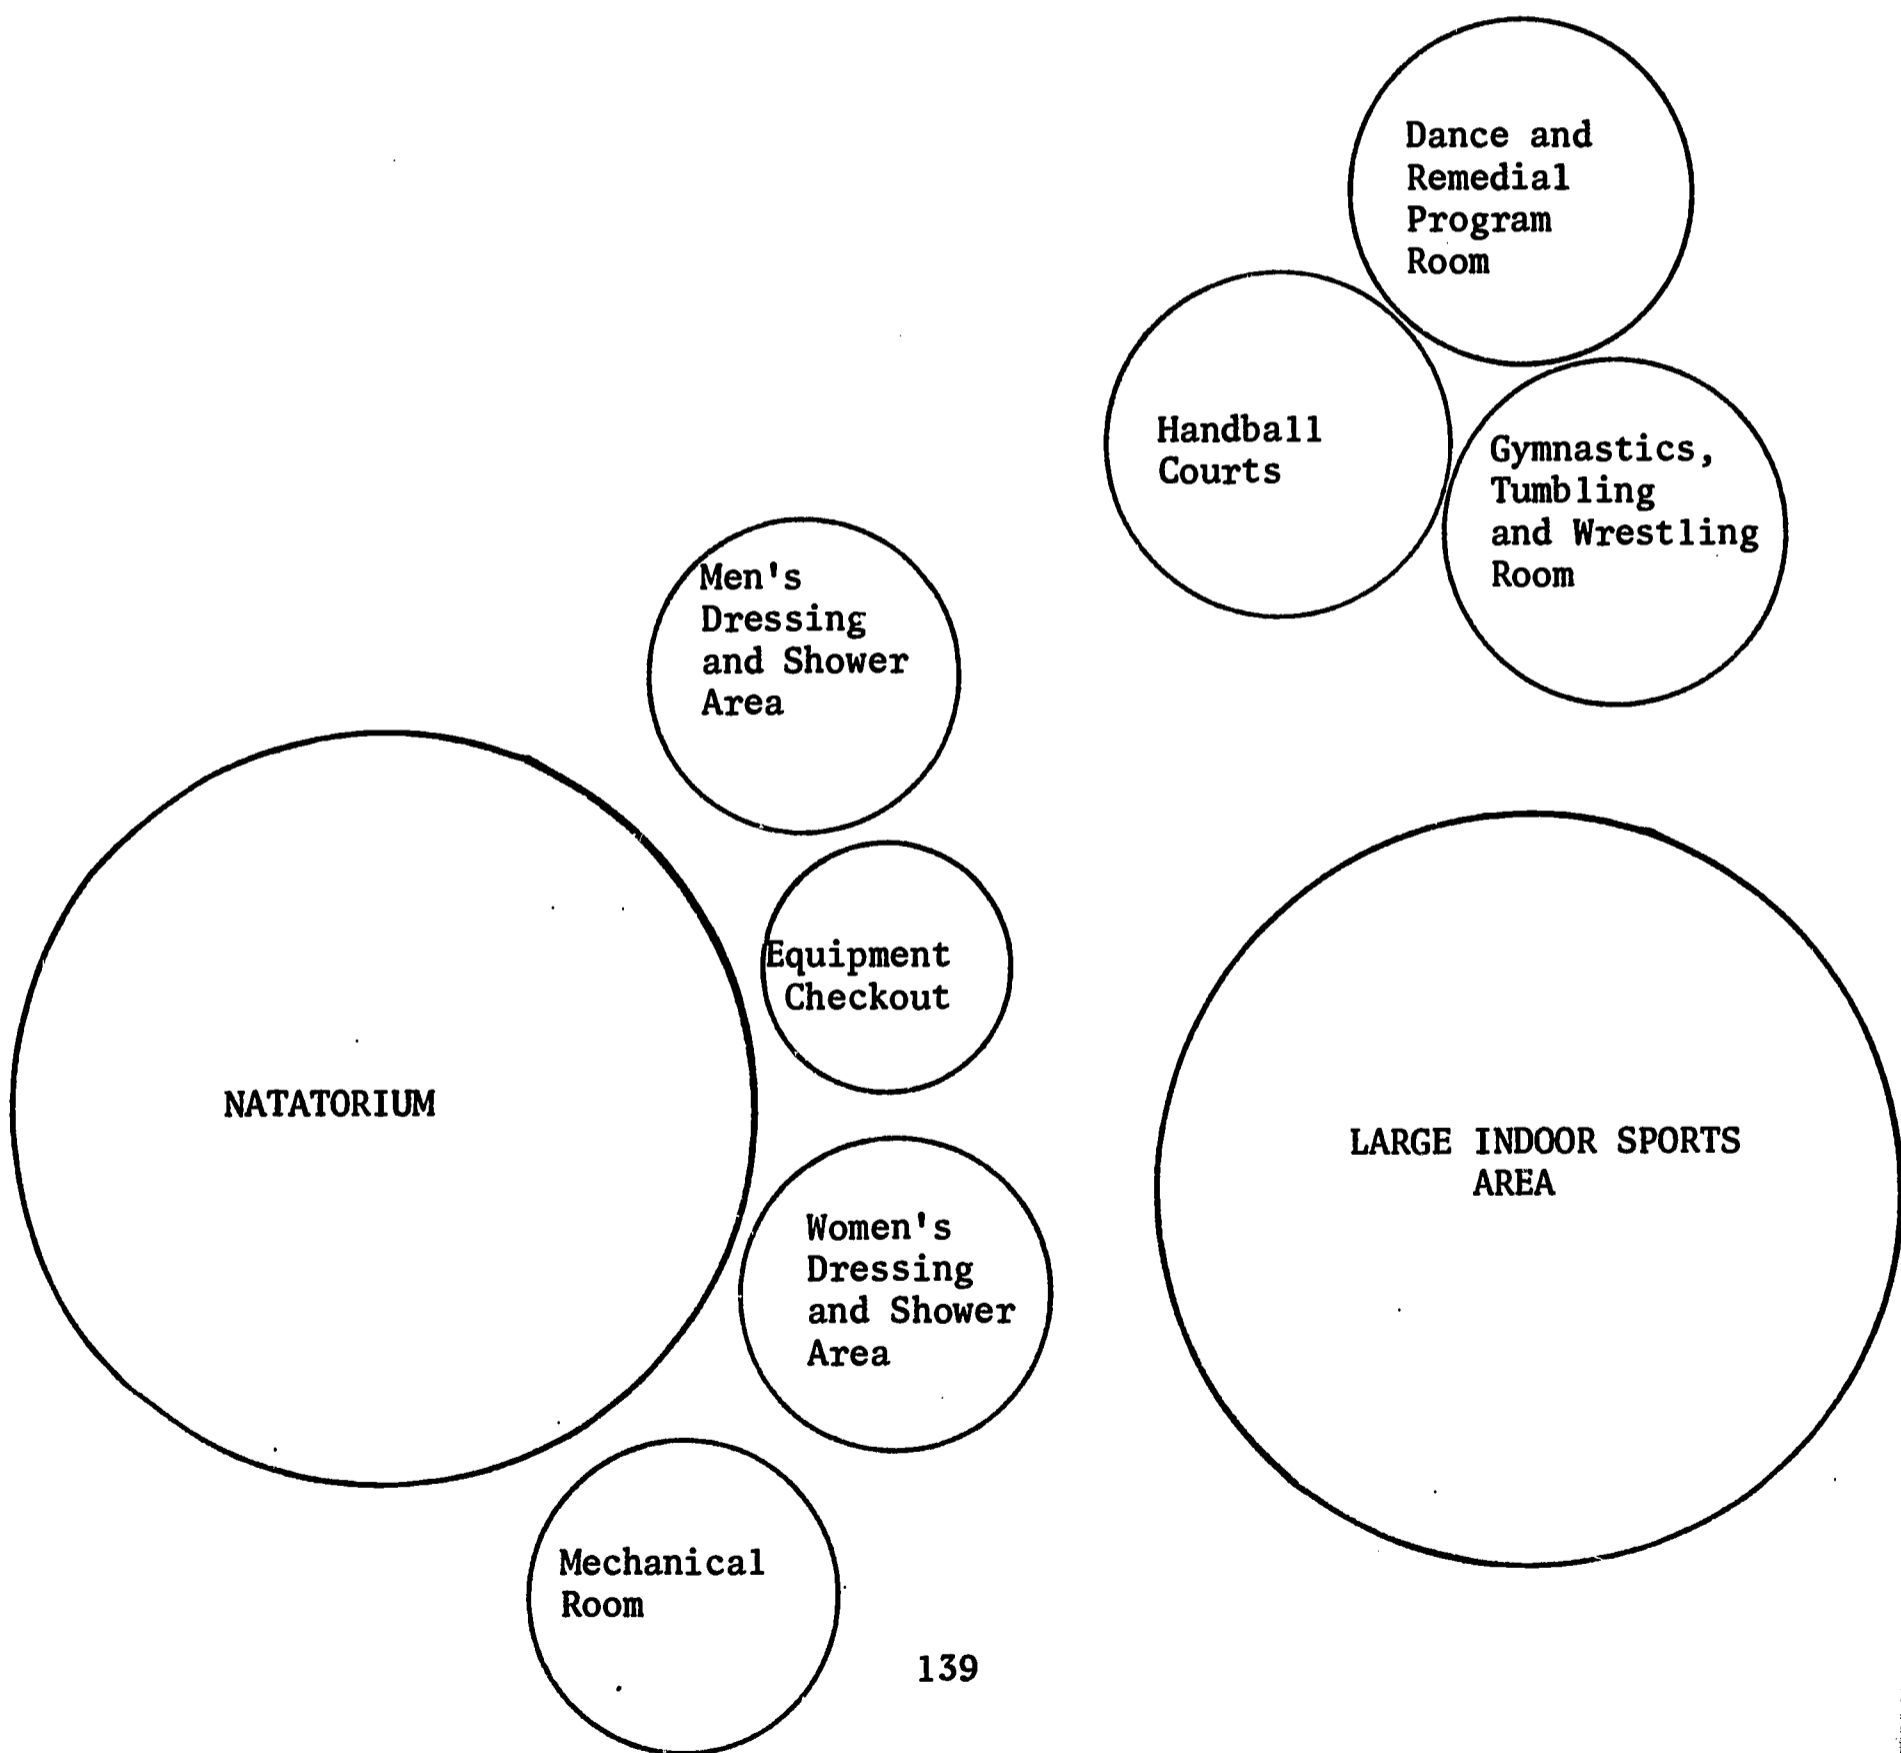 Dance and
Remedial
Program
Room
Handball
Courts
Gymnastics,
Tumbling
and Wrestling
Room
Men's
Dressing
and Shower
Area
Equipment
Checkout
NATATORIUM
LARGE INDOOR SPORTS
AREA
Women's
Dressing
and Shower
Area
Mechanical
Room
139